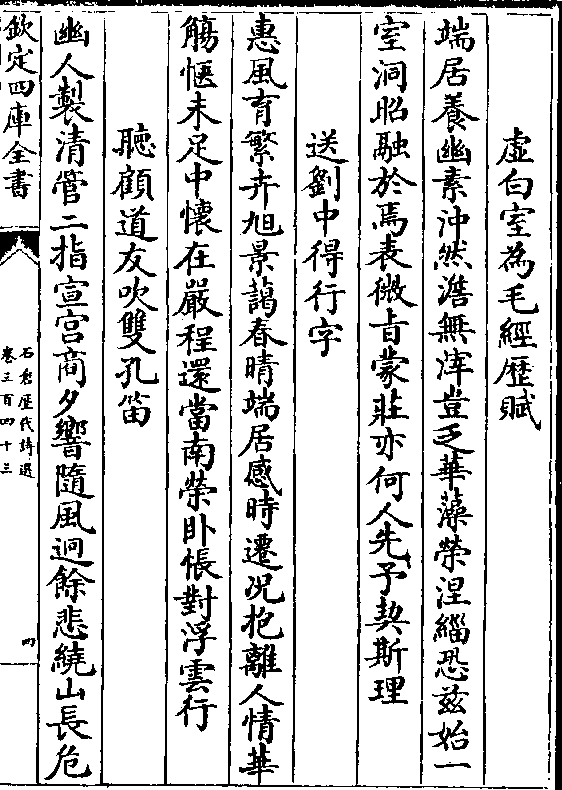 虚白室為毛經歴賦
端居養幽素沖然澹無滓豈乏華藻榮涅緇恐兹始一
室洞昭融於焉表微旨蒙莊亦何人先予契斯理
送劉中得行字
惠風育繁卉旭景藹春晴端居感時遷况抱離人情華
觴愜未足中懷在嚴程還當南榮卧悵對浮雲行
聽顧道友吹雙孔笛
幽人製清管二指宣宫商夕響隨風迥餘悲繞山長危
欽定四庫全書
石倉歴代詩選
卷三百四十三
四